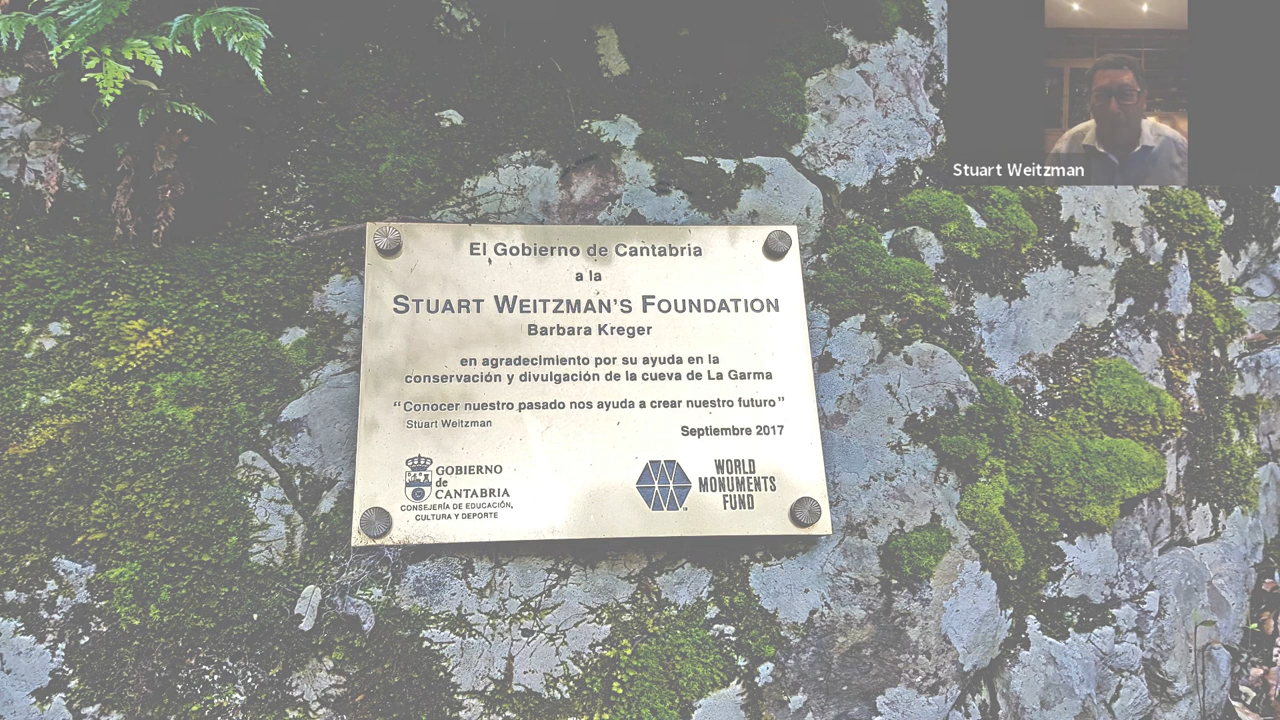 Stuart Weitzman
El Gobierno de Cantabria
a la
STUART WEITZMAN'S FOUNDATION
Barbara Kreger
en agradecimiento por su ayuda en la
conservación y divulgación de la cueva de La Garma
"Conocer nuestro pasado nos ayuda a crear nuestro futuro"
Stuart Weitzman
Septiembre 2017
GOBIERNO
de
CANTABRIA
CONSEJERÍA DE EDUCACIÓN,
CULTURA Y DEPORTE
WORLD
MONUMENTS
FUND
TM